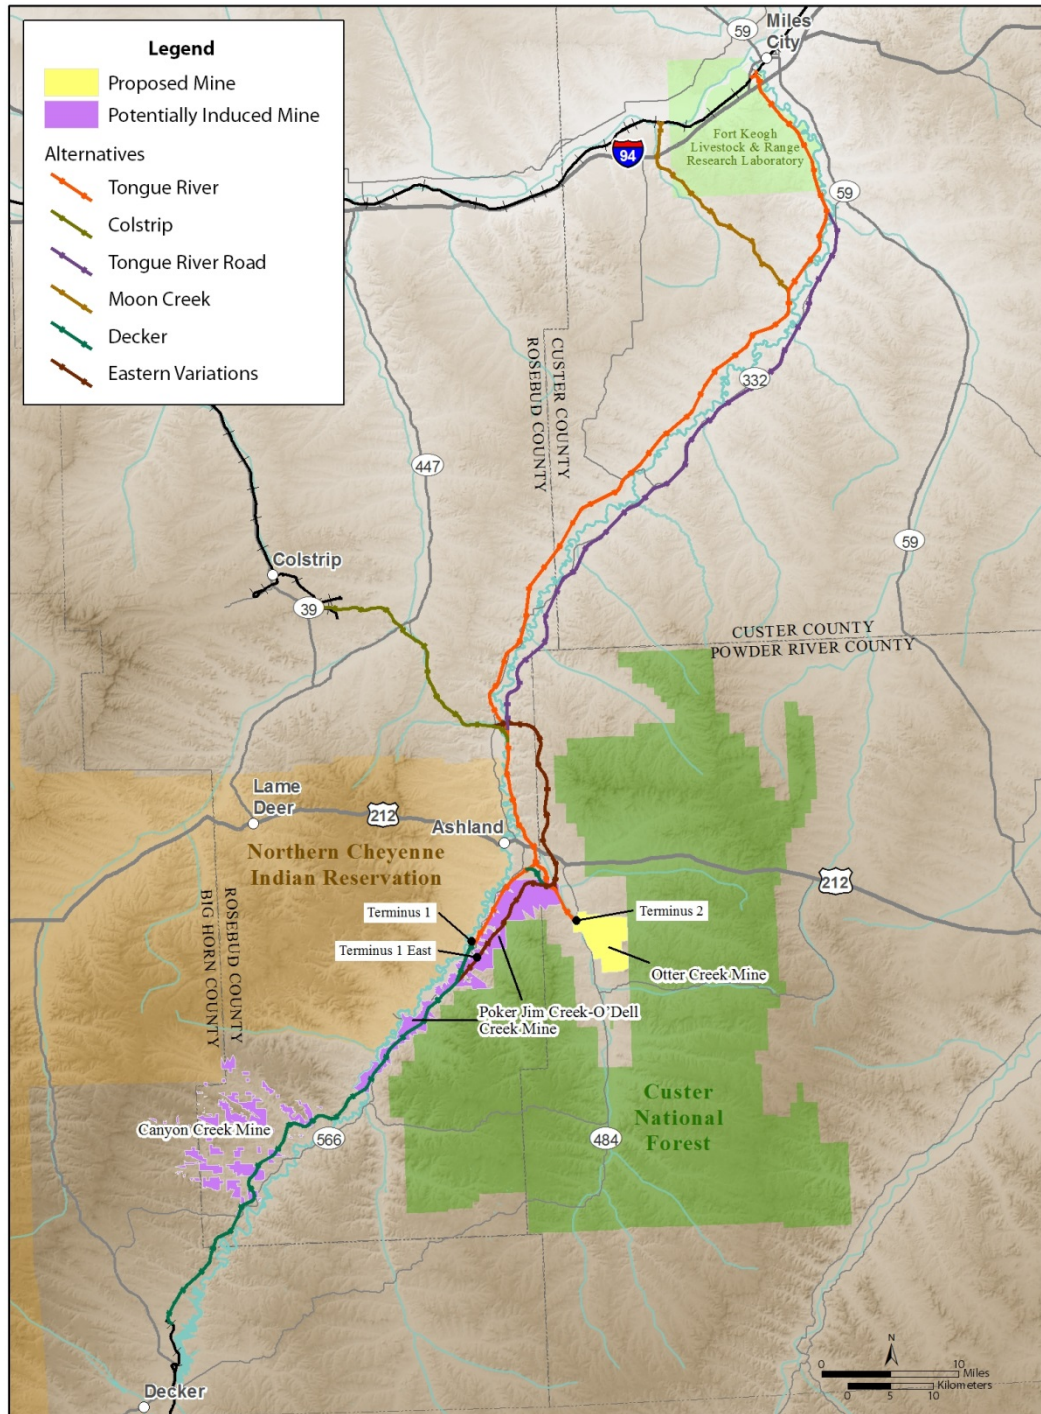 Legend
Proposed Mine
Potentially Induced Mine
Alternatives
Tongue River
Colstrip
Tongue River Road
Moon Creek
Decker
Eastern Variations
59
Miles
City
94
Fort Keogh
Livestock & Range
Research Laboratory
59
332
CUSTER COUNTY
ROSEBUD COUNTY
447
59
Colstrip
39
CUSTER COUNTY
POWDER RIVER COUNTY
Lame
Deer
212
Ashland
Northern Cheyenne
Indian Reservation
212
ROSEBUD COUNTY
BIG HORN COUNTY
Terminus 1
Terminus 2
Terminus 1 East
Otter Creek Mine
Poker Jim Creek-O'Dell
Creek Mine
Custer
National
Forest
Canyon Creek Mine
566
484
N
0
10
Miles
Kilometers
0
5
10
Decker